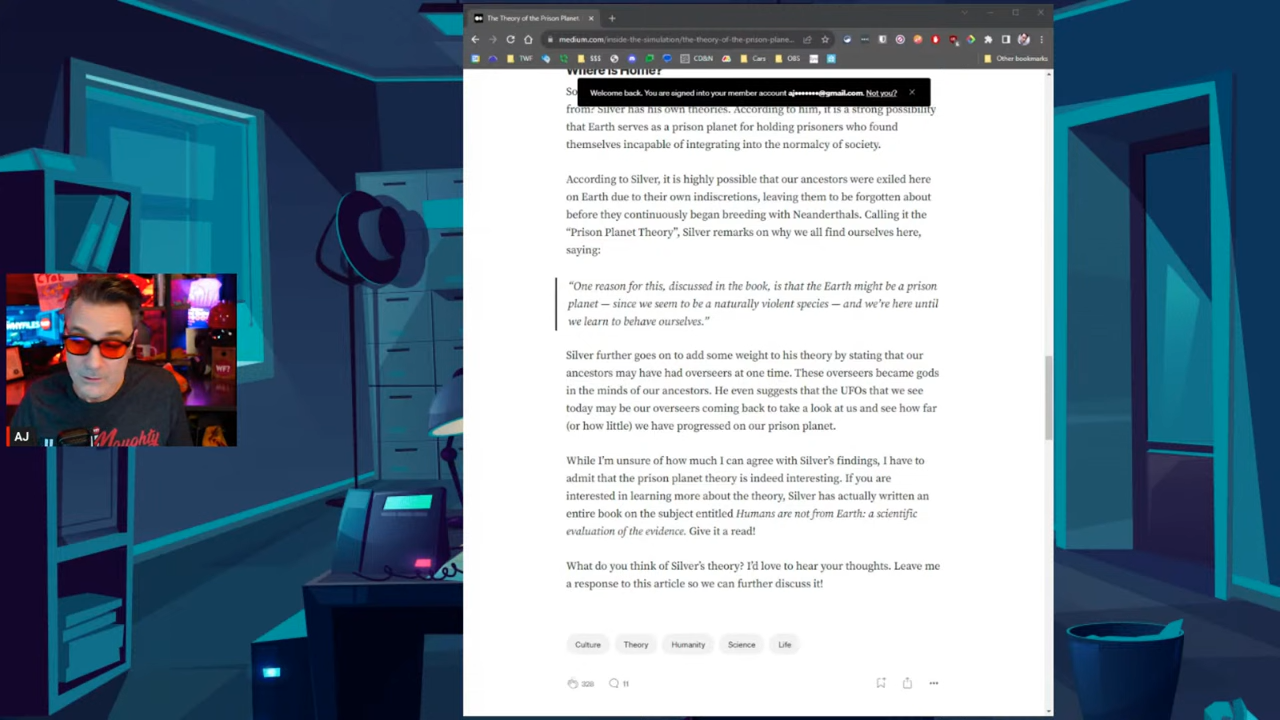 The Theory of the Prison Planet.
medium.com/inside-the-simulation/the-theory-of-the-prison-plane...
TWF
$$$
CD&N
Cars
OBS
Other bookmarks
Where is Home?
Welcome back. You are signed into your member account aj•••••••@gmail.com. Not you?
So
from? Silver has his own theories. According to him, it is a strong possibility
that Earth serves as a prison planet for holding prisoners who found
themselves incapable of integrating into the normalcy of society.
According to Silver, it is highly possible that our ancestors were exiled here
on Earth due to their own indiscretions, leaving them to be forgotten about
before they continuously began breeding with Neanderthals. Calling it the
“Prison Planet Theory”, Silver remarks on why we all find ourselves here,
saying:
“One reason for this, discussed in the book, is that the Earth might be a prison
planet — since we seem to be a naturally violent species — and we’re here until
we learn to behave ourselves.”
Silver further goes on to add some weight to his theory by stating that our
ancestors may have had overseers at one time. These overseers became gods
in the minds of our ancestors. He even suggests that the UFOs that we see
today may be our overseers coming back to take a look at us and see how far
(or how little) we have progressed on our prison planet.
While I’m unsure of how much I can agree with Silver’s findings, I have to
admit that the prison planet theory is indeed interesting. If you are
interested in learning more about the theory, Silver has actually written an
entire book on the subject entitled Humans are not from Earth: a scientific
evaluation of the evidence. Give it a read!
What do you think of Silver’s theory? I’d love to hear your thoughts. Leave me
a response to this article so we can further discuss it!
Culture
Theory
Humanity
Science
Life
11
AJ
Naughty
WF